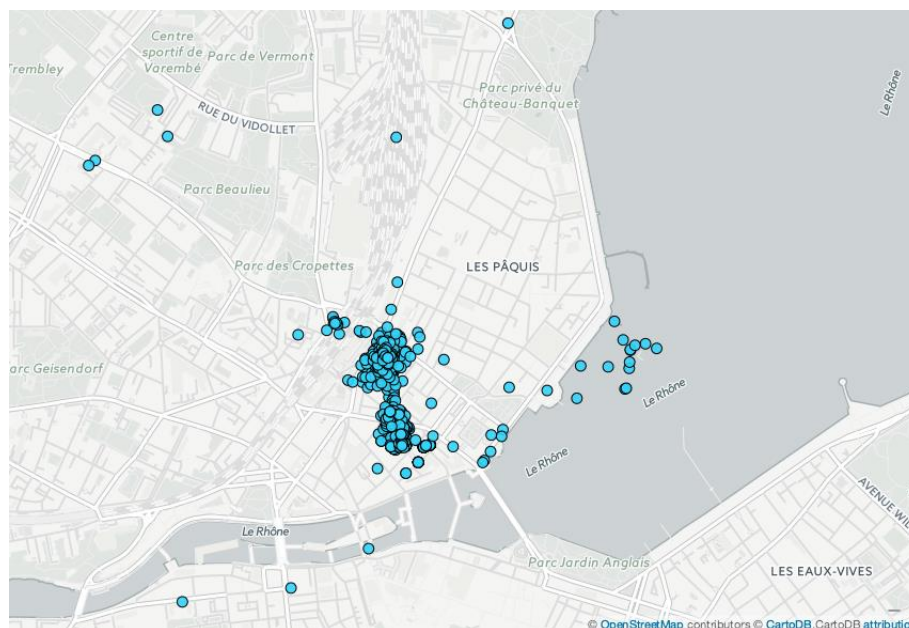 Centre
sportif de
Varembé
Parc de Vermont
Trembley
Parc privé du
Château-Banquet
Le Rhône
RUE DU VIDOLLET
Parc Beaulieu
Parc des Cropettes
LES PÂQUIS
Parc Geisendorf
Le Rhône
Le Rhône
Le Rhône
AVENUE WIL
Parc Jardin Anglais
LES EAUX-VIVES
© OpenStreetMap contributors © CartoDB CartoDB attributio